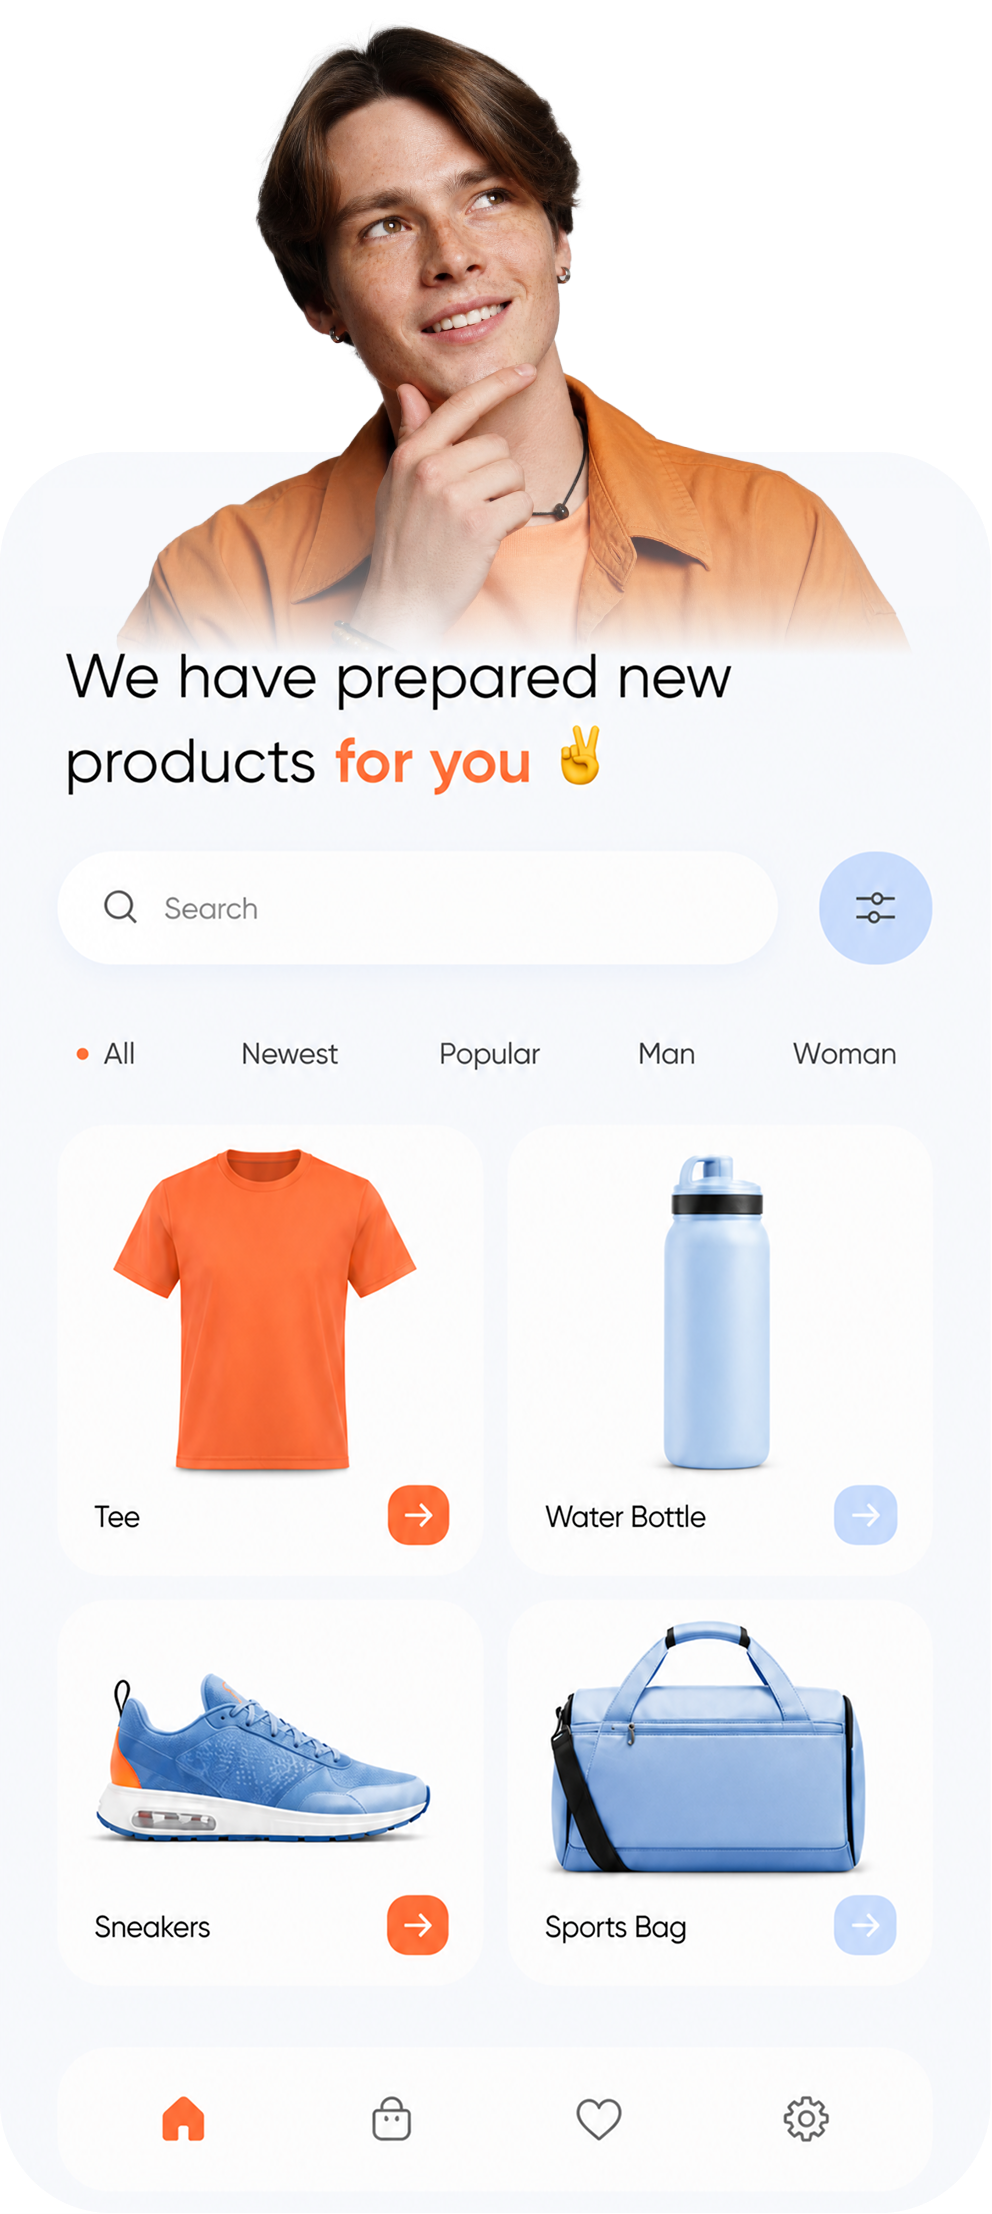 We have prepared new
products for you ✌️
Search
All Newest Popular Man Woman
Tee
Water Bottle
Sneakers
Sports Bag